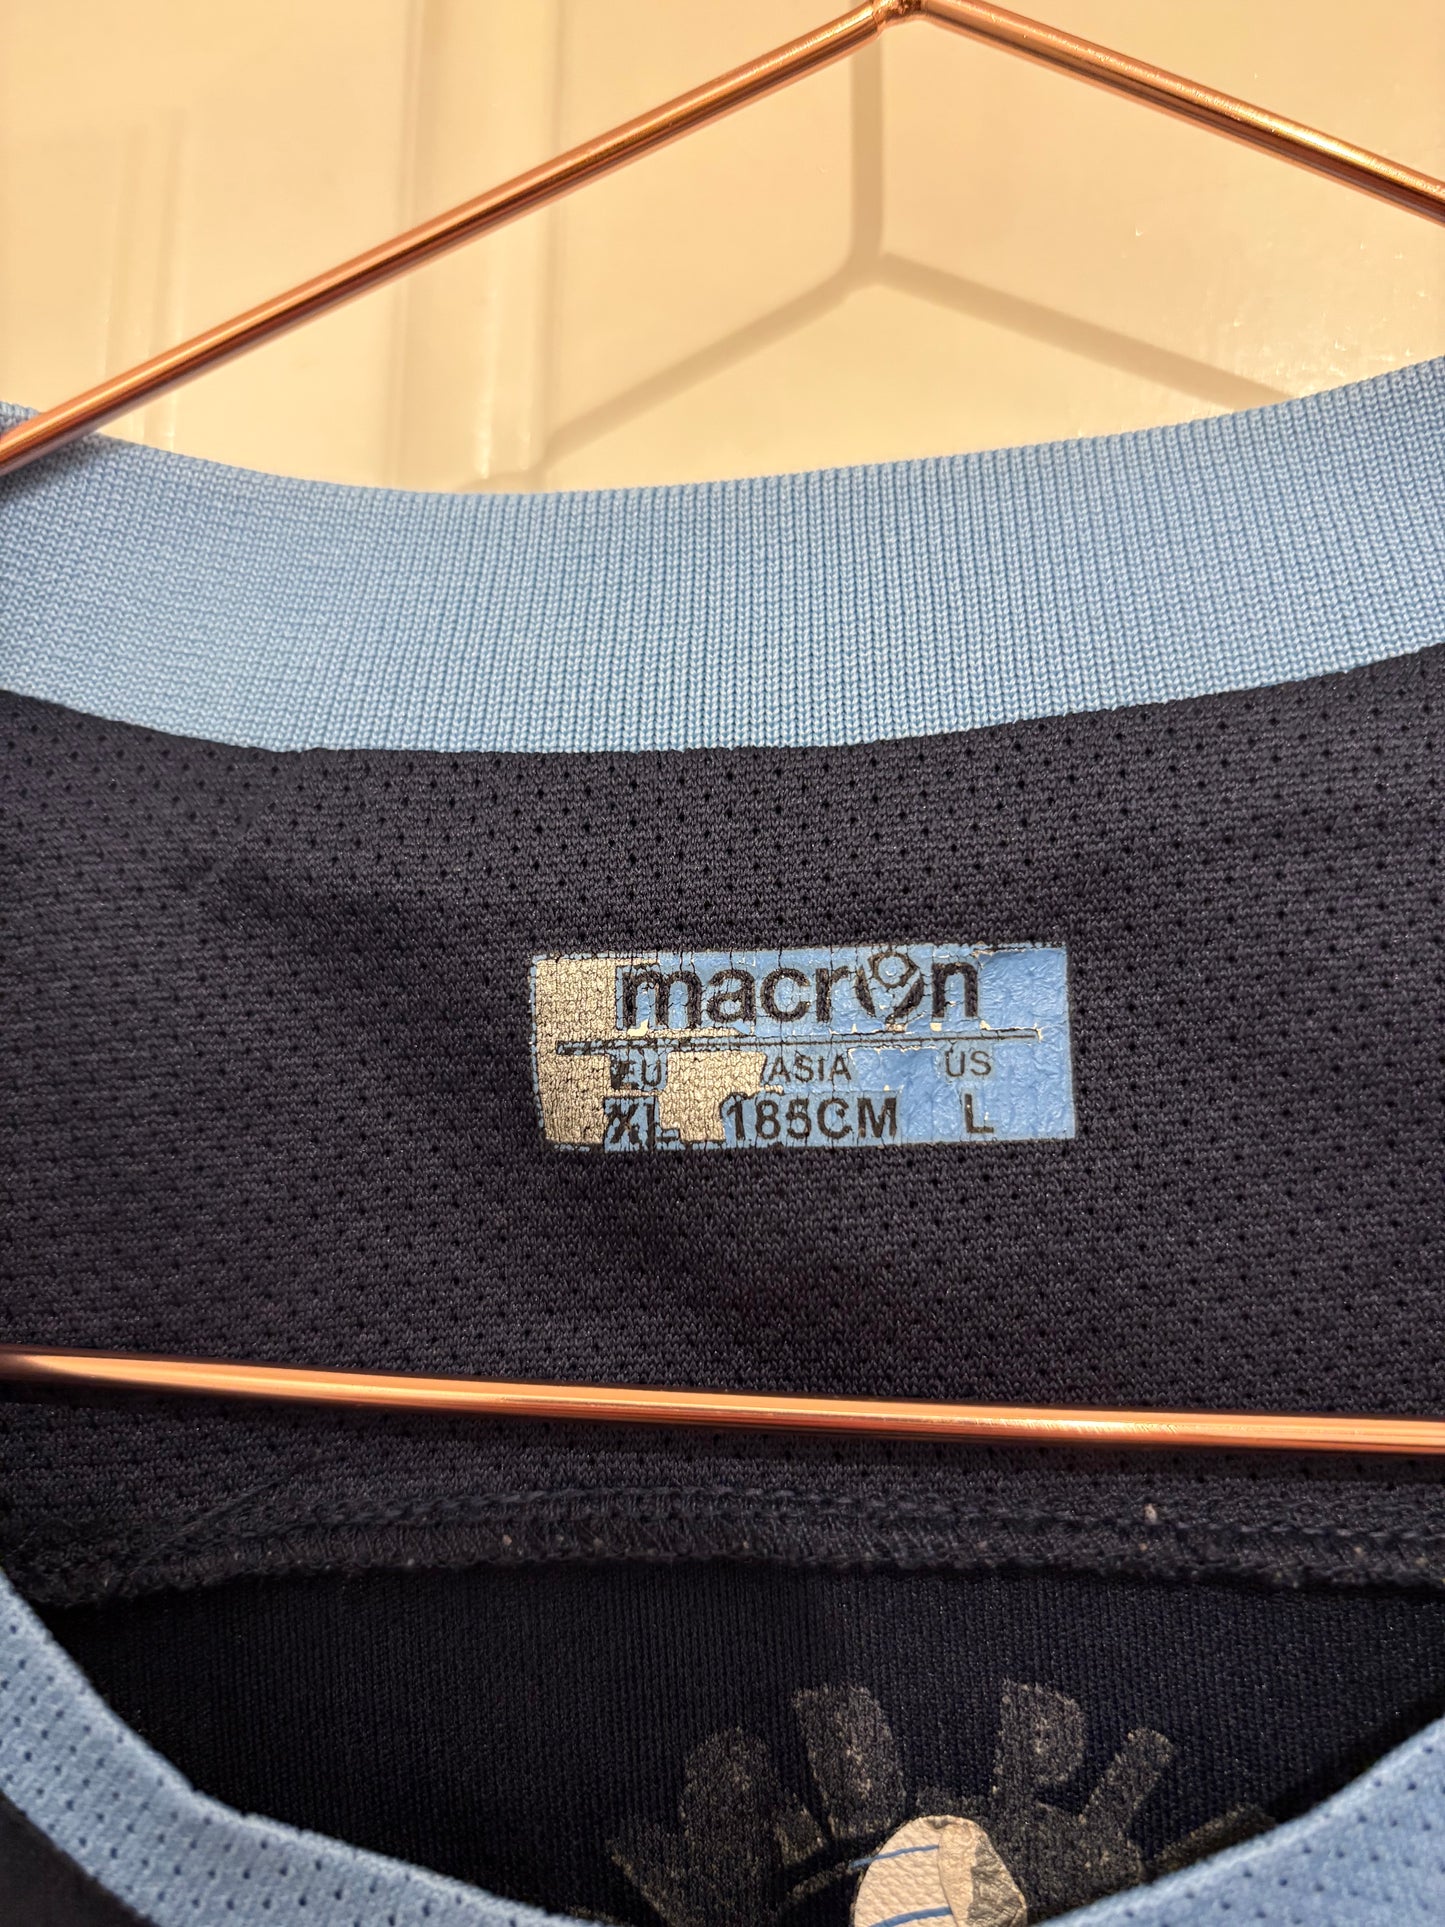 macron
EU ASIA US
XL 185CM L